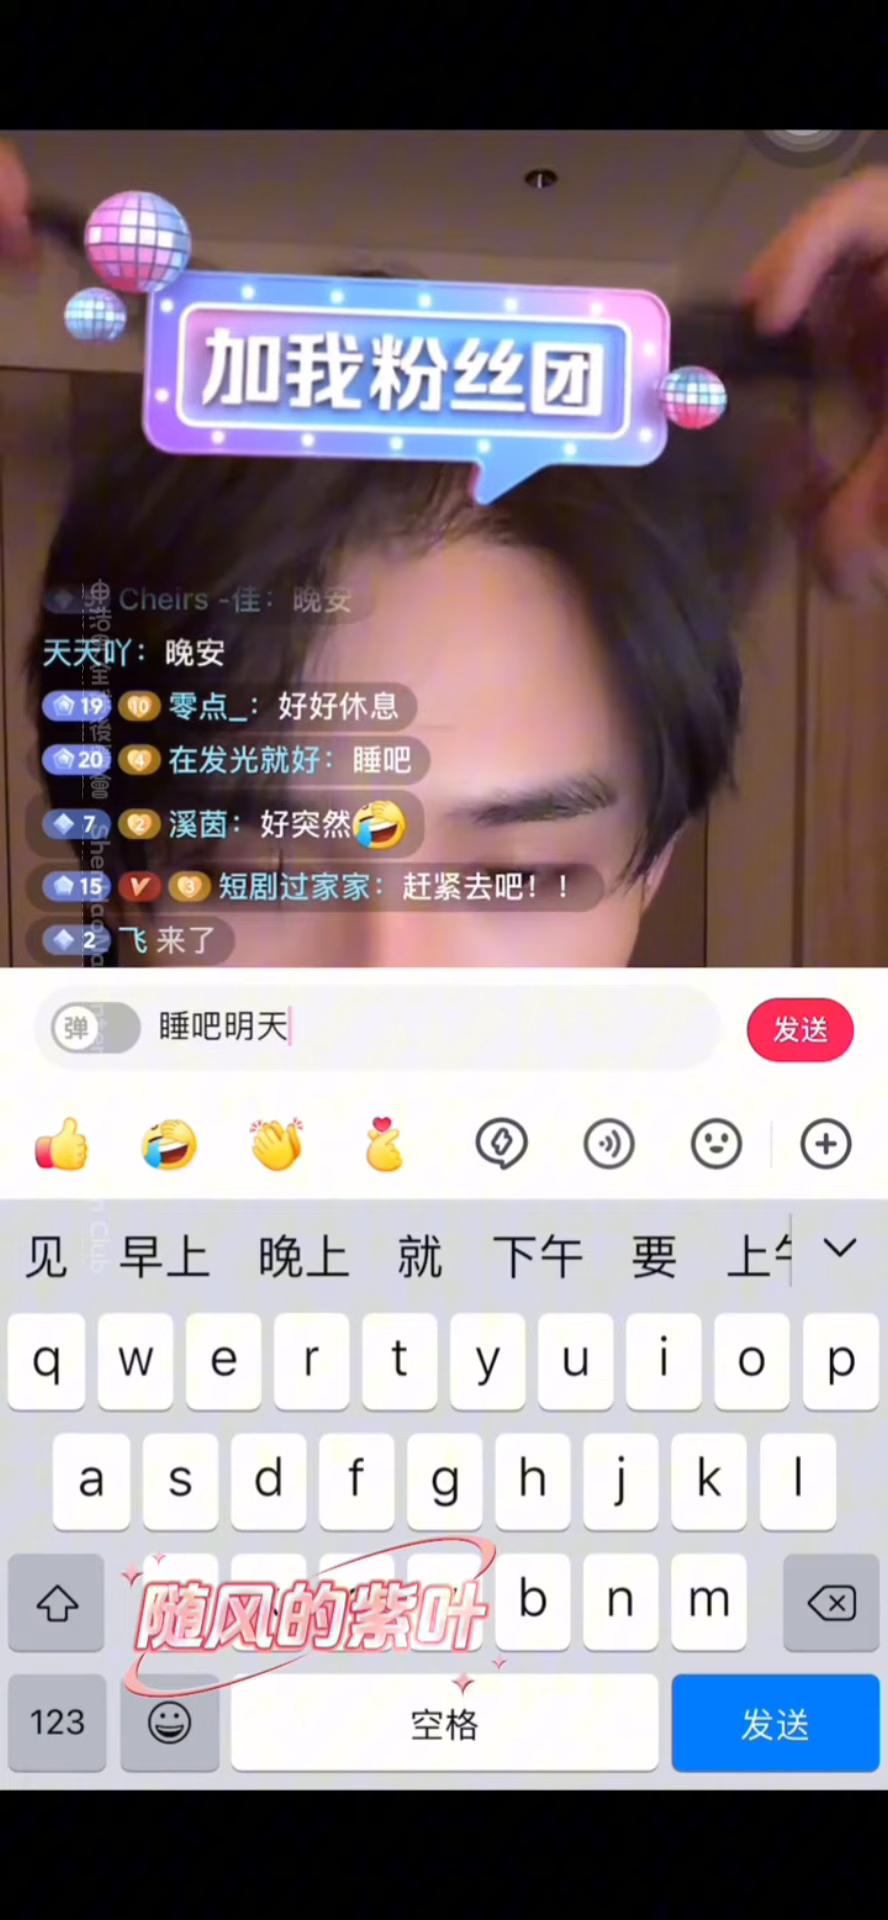 加我粉丝团
Cheirs -佳： 晚安
天天吖： 晚安
19 10 零点_： 好好休息
20 4 在发光就好： 睡吧
7 2 溪茵： 好突然
15 3 短剧过家家： 赶紧去吧！！
2 飞 来了
弹 睡吧明天 发送
见 早上 晚上 就 下午 要
q w e r t y u i o p
a s d f g h j k l
b n m
随风的紫叶
123 空格 发送